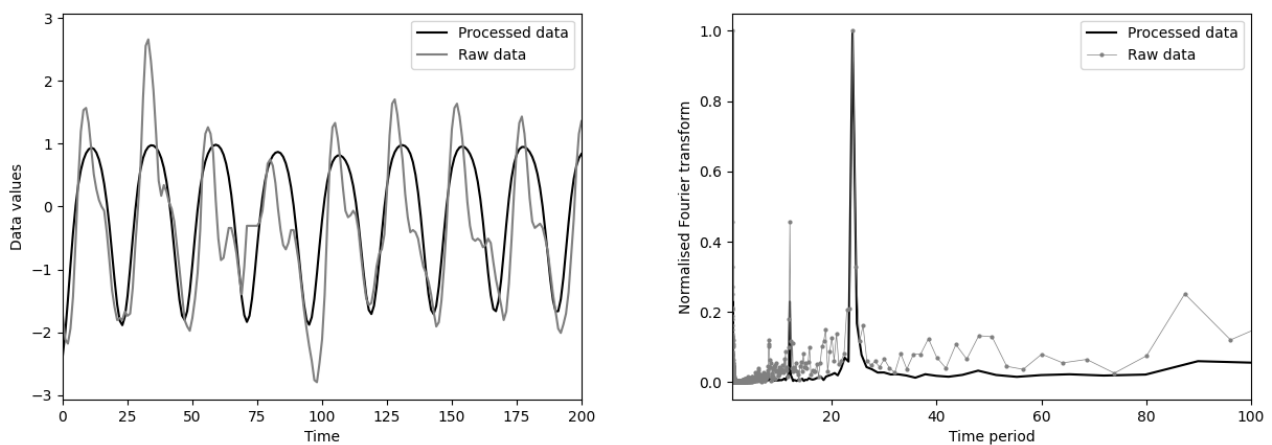 3
2
1
0
−1
−2
−3
Data values
0 25 50 75 100 125 150 175 200
Time
Processed data
Raw data
1.0
0.8
0.6
0.4
0.2
0.0
Normalised Fourier transform
20 40 60 80 100
Time period
Processed data
Raw data